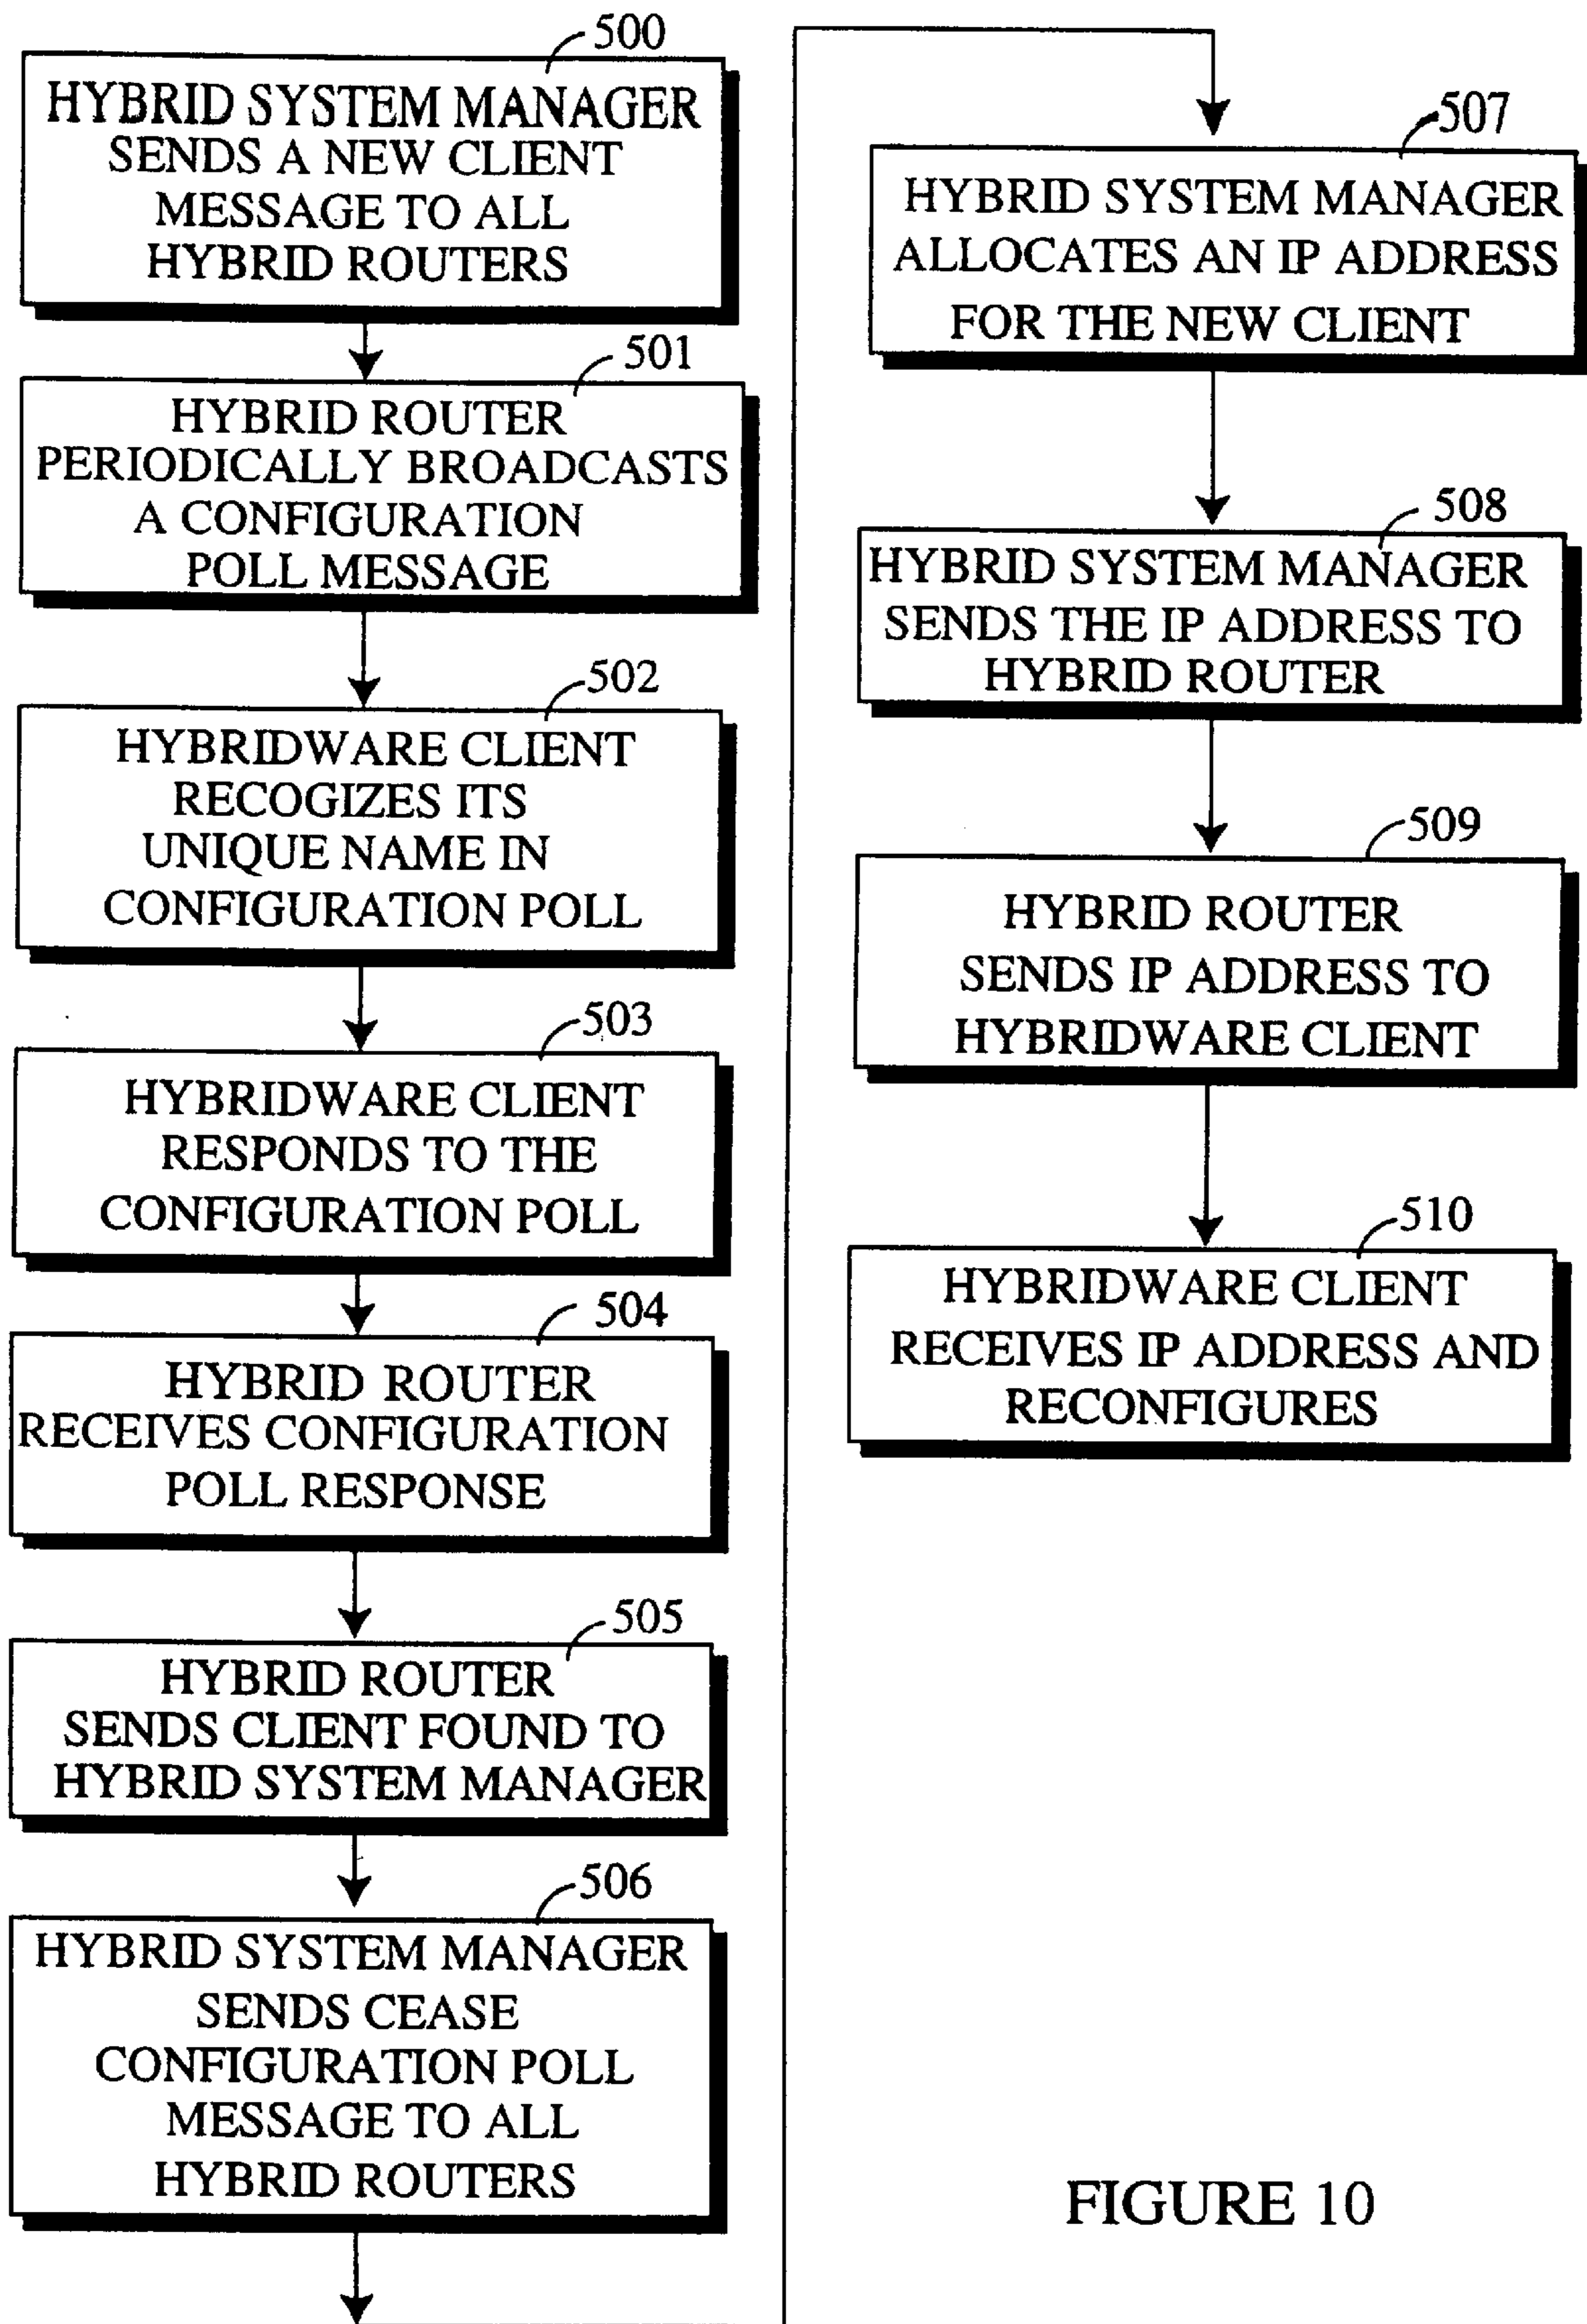 500
HYBRID SYSTEM MANAGER
SENDS A NEW CLIENT
MESSAGE TO ALL
HYBRID ROUTERS
501
HYBRID ROUTER
PERIODICALLY BROADCASTS
A CONFIGURATION
POLL MESSAGE
502
HYBRIDWARE CLIENT
RECOGIZES ITS
UNIQUE NAME IN
CONFIGURATION POLL
503
HYBRIDWARE CLIENT
RESPONDS TO THE
CONFIGURATION POLL
504
HYBRID ROUTER
RECEIVES CONFIGURATION
POLL RESPONSE
505
HYBRID ROUTER
SENDS CLIENT FOUND TO
HYBRID SYSTEM MANAGER
506
HYBRID SYSTEM MANAGER
SENDS CEASE
CONFIGURATION POLL
MESSAGE TO ALL
HYBRID ROUTERS
507
HYBRID SYSTEM MANAGER
ALLOCATES AN IP ADDRESS
FOR THE NEW CLIENT
508
HYBRID SYSTEM MANAGER
SENDS THE IP ADDRESS TO
HYBRID ROUTER
509
HYBRID ROUTER
SENDS IP ADDRESS TO
HYBRIDWARE CLIENT
510
HYBRIDWARE CLIENT
RECEIVES IP ADDRESS AND
RECONFIGURES
FIGURE 10